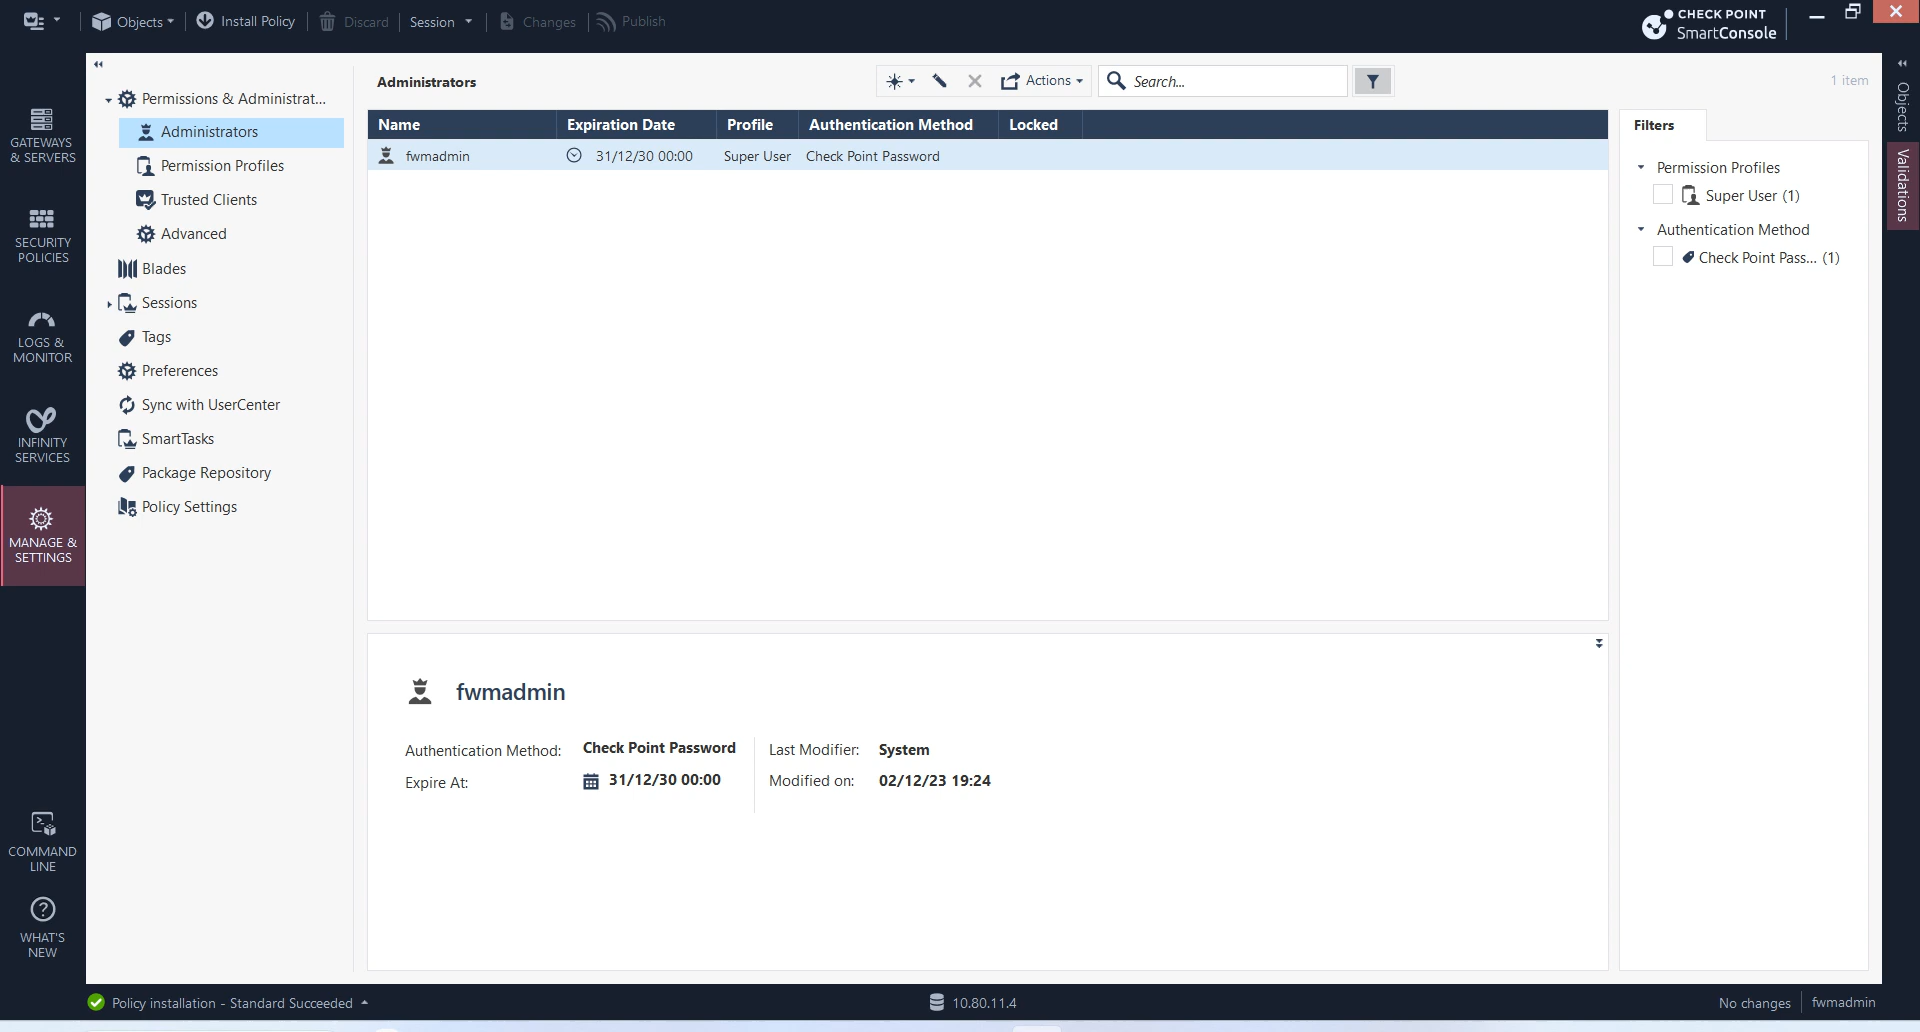 Objects
Install Policy
Discard
Session
Changes
Publish
CHECK POINT
SmartConsole
GATEWAYS
& SERVERS
SECURITY
POLICIES
LOGS &
MONITOR
INFINITY
SERVICES
MANAGE &
SETTINGS
COMMAND
LINE
WHAT'S
NEW
Permissions & Administrat...
Administrators
Permission Profiles
Trusted Clients
Advanced
Blades
Sessions
Tags
Preferences
Sync with UserCenter
SmartTasks
Package Repository
Policy Settings
Administrators
Actions
Search...
1 item
Name Expiration Date Profile Authentication Method Locked
fwmadmin 31/12/30 00:00 Super User Check Point Password
fwmadmin
Authentication Method: Check Point Password
Expire At: 31/12/30 00:00
Last Modifier: System
Modified on: 02/12/23 19:24
Filters
Permission Profiles
Super User (1)
Authentication Method
Check Point Pass... (1)
Objects
Validations
Policy installation - Standard Succeeded
10.80.11.4
No changes
fwmadmin